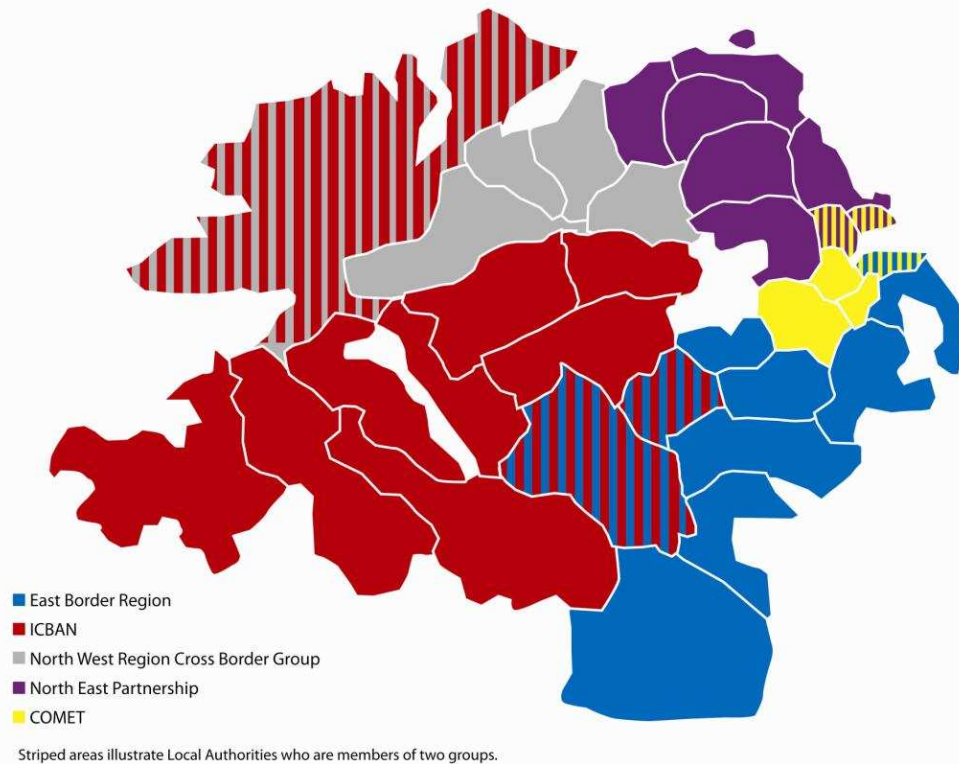 East Border Region
ICBAN
North West Region Cross Border Group
North East Partnership
COMET
Striped areas illustrate Local Authorities who are members of two groups.